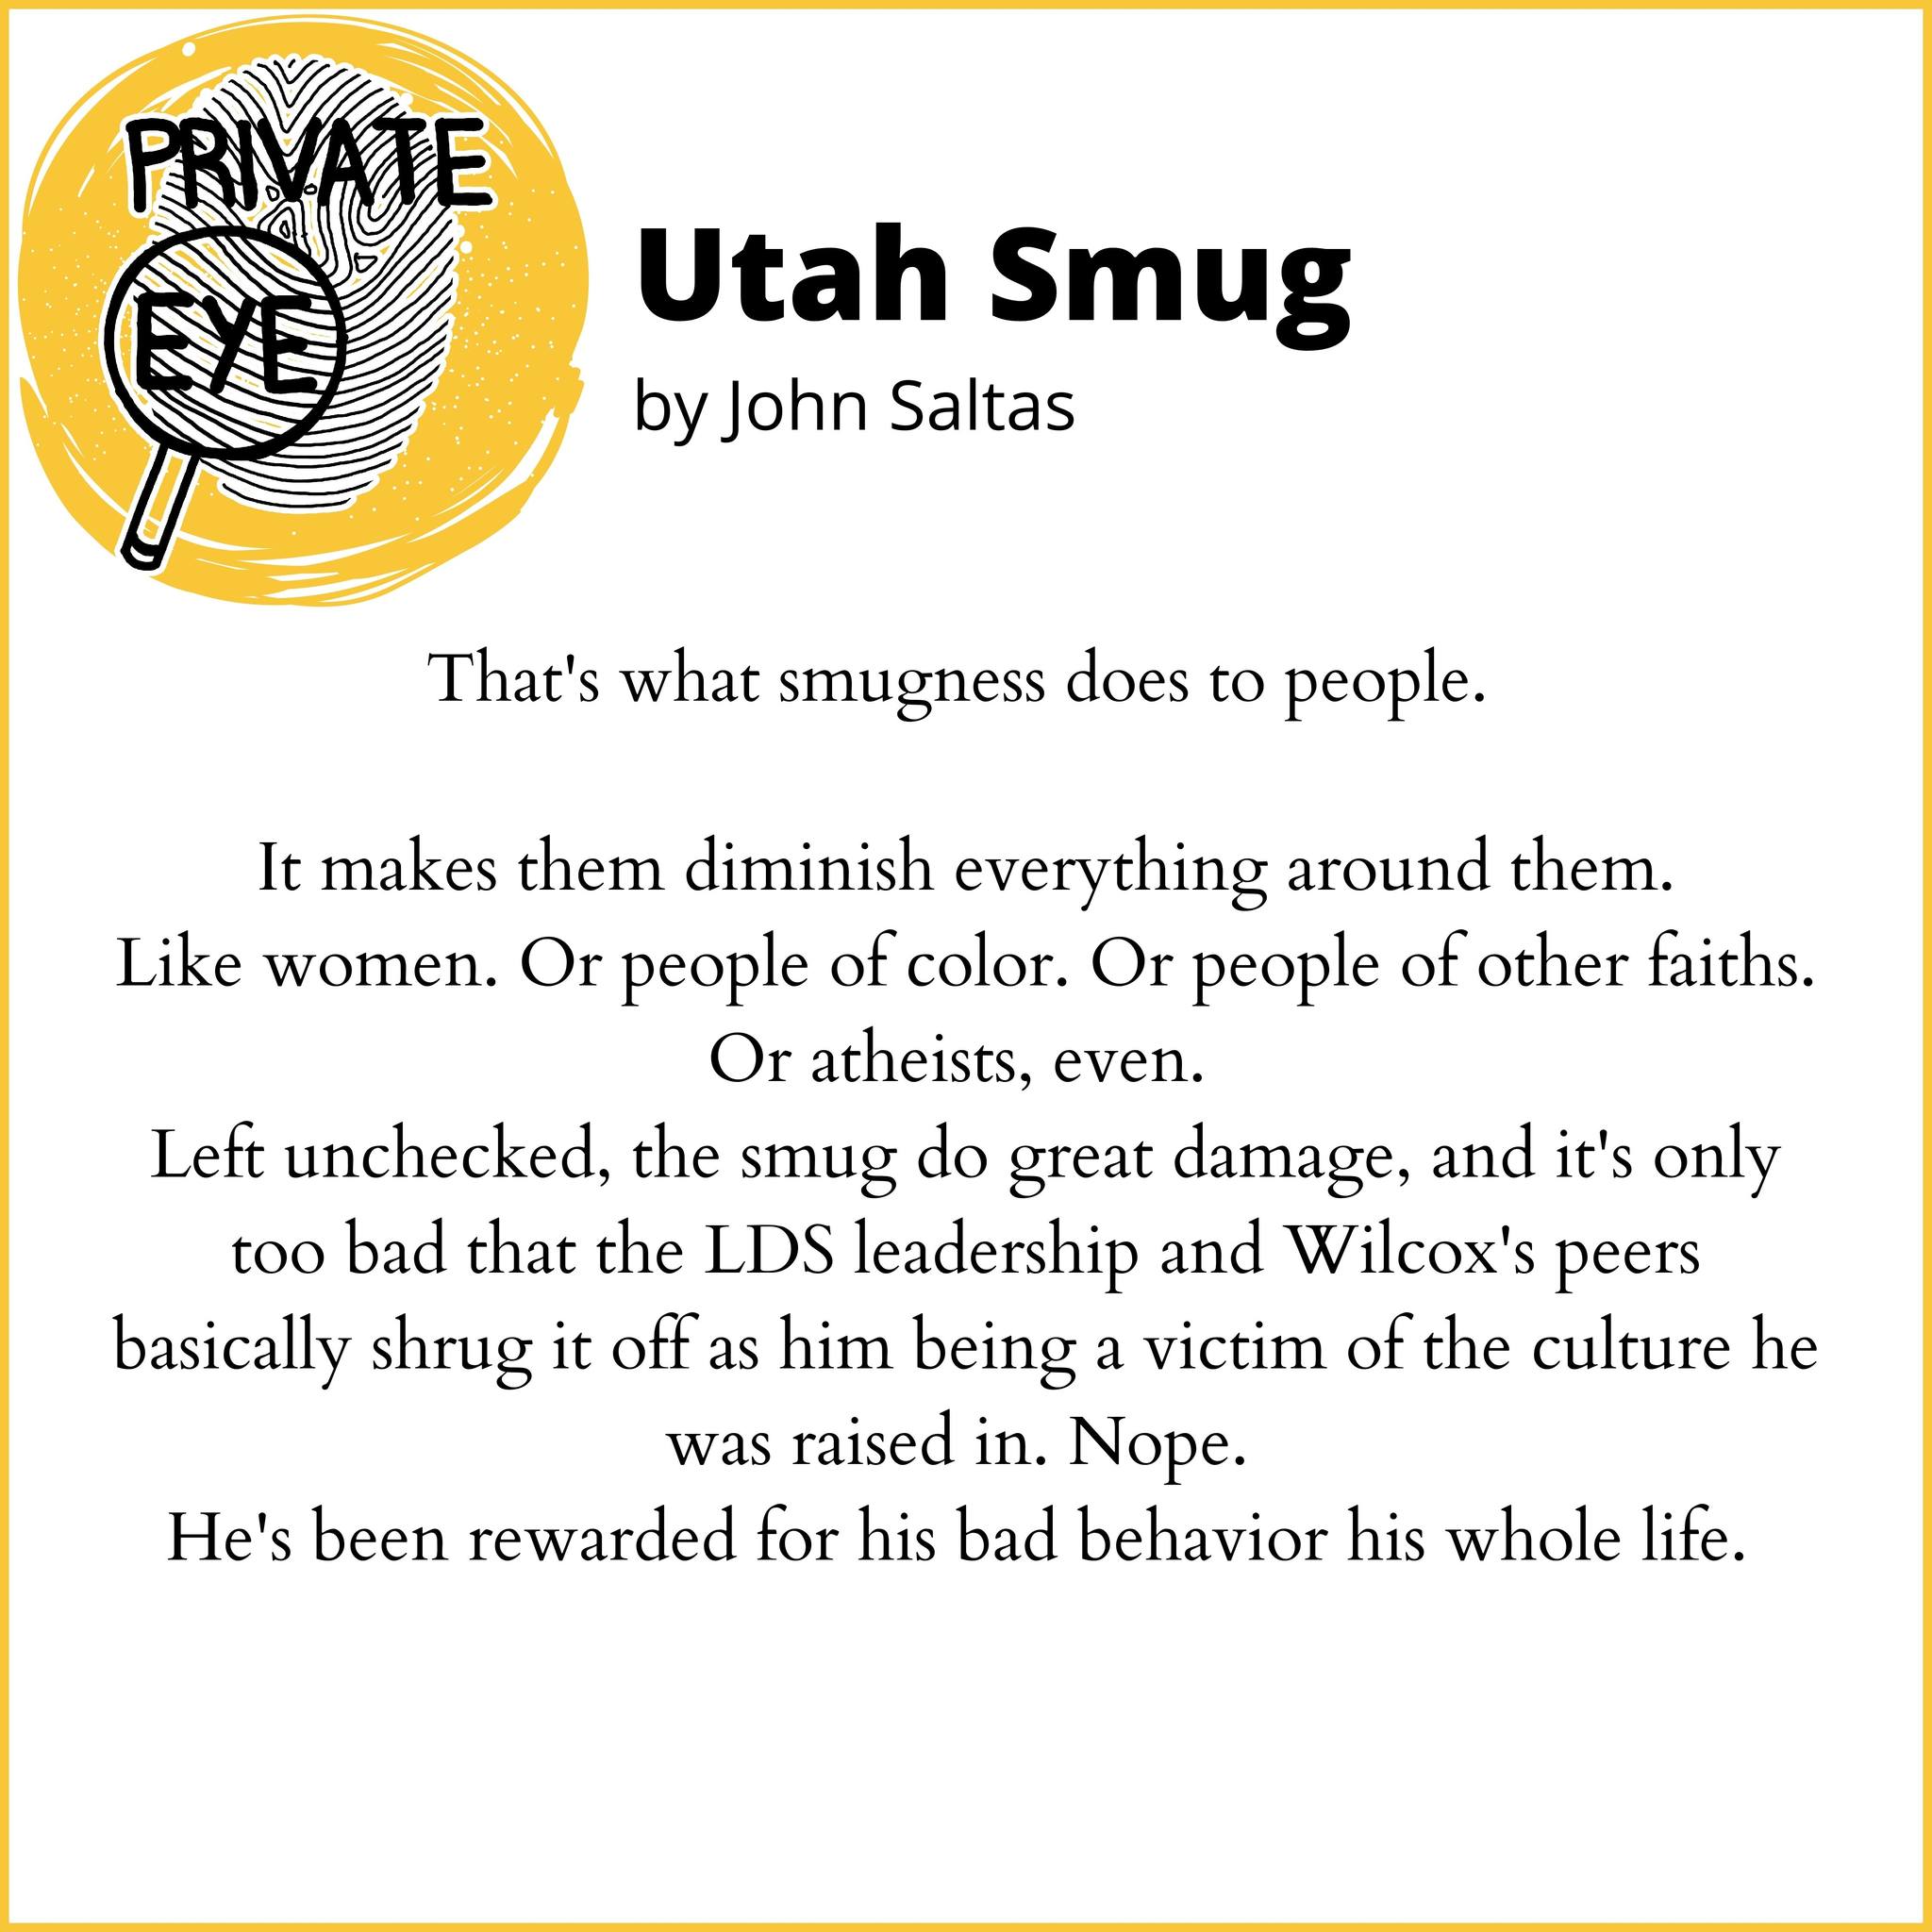 PRIVATE
EYE
Utah Smug
by John Saltas
That's what smugness does to people.
It makes them diminish everything around them.
Like women. Or people of color. Or people of other faiths.
Or atheists, even.
Left unchecked, the smug do great damage, and it's only
too bad that the LDS leadership and Wilcox's peers
basically shrug it off as him being a victim of the culture he
was raised in. Nope.
He's been rewarded for his bad behavior his whole life.